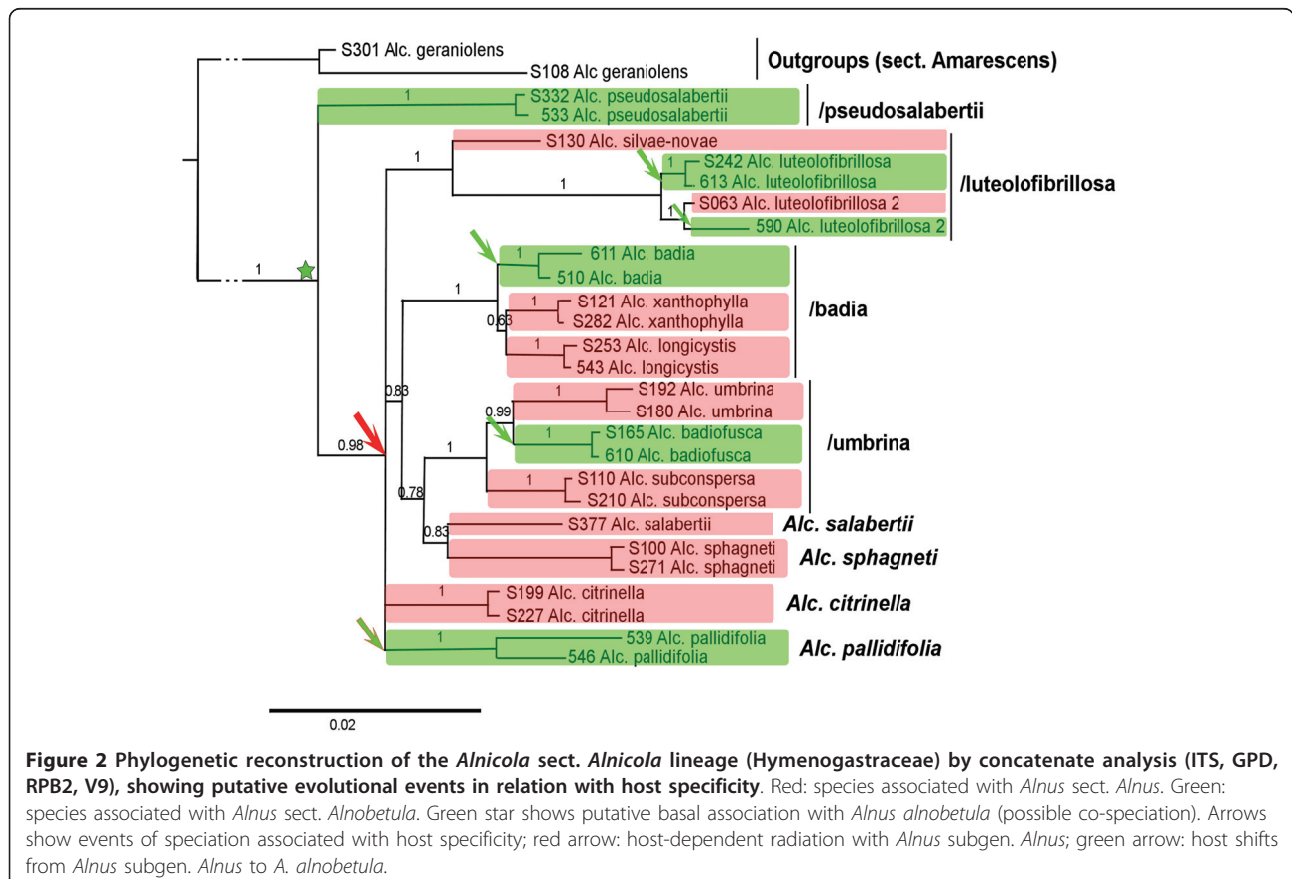 S301 Alc. geraniolens
S108 Alc geraniolens
Outgroups (sect. Amarescens)
1
S332 Alc. pseudosalabertii
533 Alc. pseudosalabertii
/pseudosalabertii
S130 Alc. silvae-novae
1
1
1
S242 Alc. luteolofibrillosa
613 Alc. luteolofibrillosa
/luteolofibrillosa
1
S063 Alc. luteolofibrillosa 2
590 Alc. luteolofibrillosa 2
1
1
1
611 Alc. badia
510 Alc. badia
/badia
0.63
1
S121 Alc. xanthophylla
S282 Alc. xanthophylla
1
S253 Alc. longicystis
543 Alc. longicystis
0.83
0.99
1
S192 Alc. umbrina
S180 Alc. umbrina
/umbrina
1
1
S165 Alc. badiofusca
610 Alc. badiofusca
0.98
0.78
1
S110 Alc. subconspersa
S210 Alc. subconspersa
0.83
S377 Alc. salabertii
Alc. salabertii
S100 Alc. sphagneti
S271 Alc. sphagneti
Alc. sphagneti
1
S199 Alc. citrinella
S227 Alc. citrinella
Alc. citrinella
1
539 Alc. pallidifolia
546 Alc. pallidifolia
Alc. pallidifolia
0.02
Figure 2 Phylogenetic reconstruction of the Alnicola sect. Alnicola lineage (Hymenogastraceae) by concatenate analysis (ITS, GPD,
RPB2, V9), showing putative evolutional events in relation with host specificity. Red: species associated with Alnus sect. Alnus. Green:
species associated with Alnus sect. Alnobetula. Green star shows putative basal association with Alnus alnobetula (possible co-speciation). Arrows
show events of speciation associated with host specificity; red arrow: host-dependent radiation with Alnus subgen. Alnus; green arrow: host shifts
from Alnus subgen. Alnus to A. alnobetula.